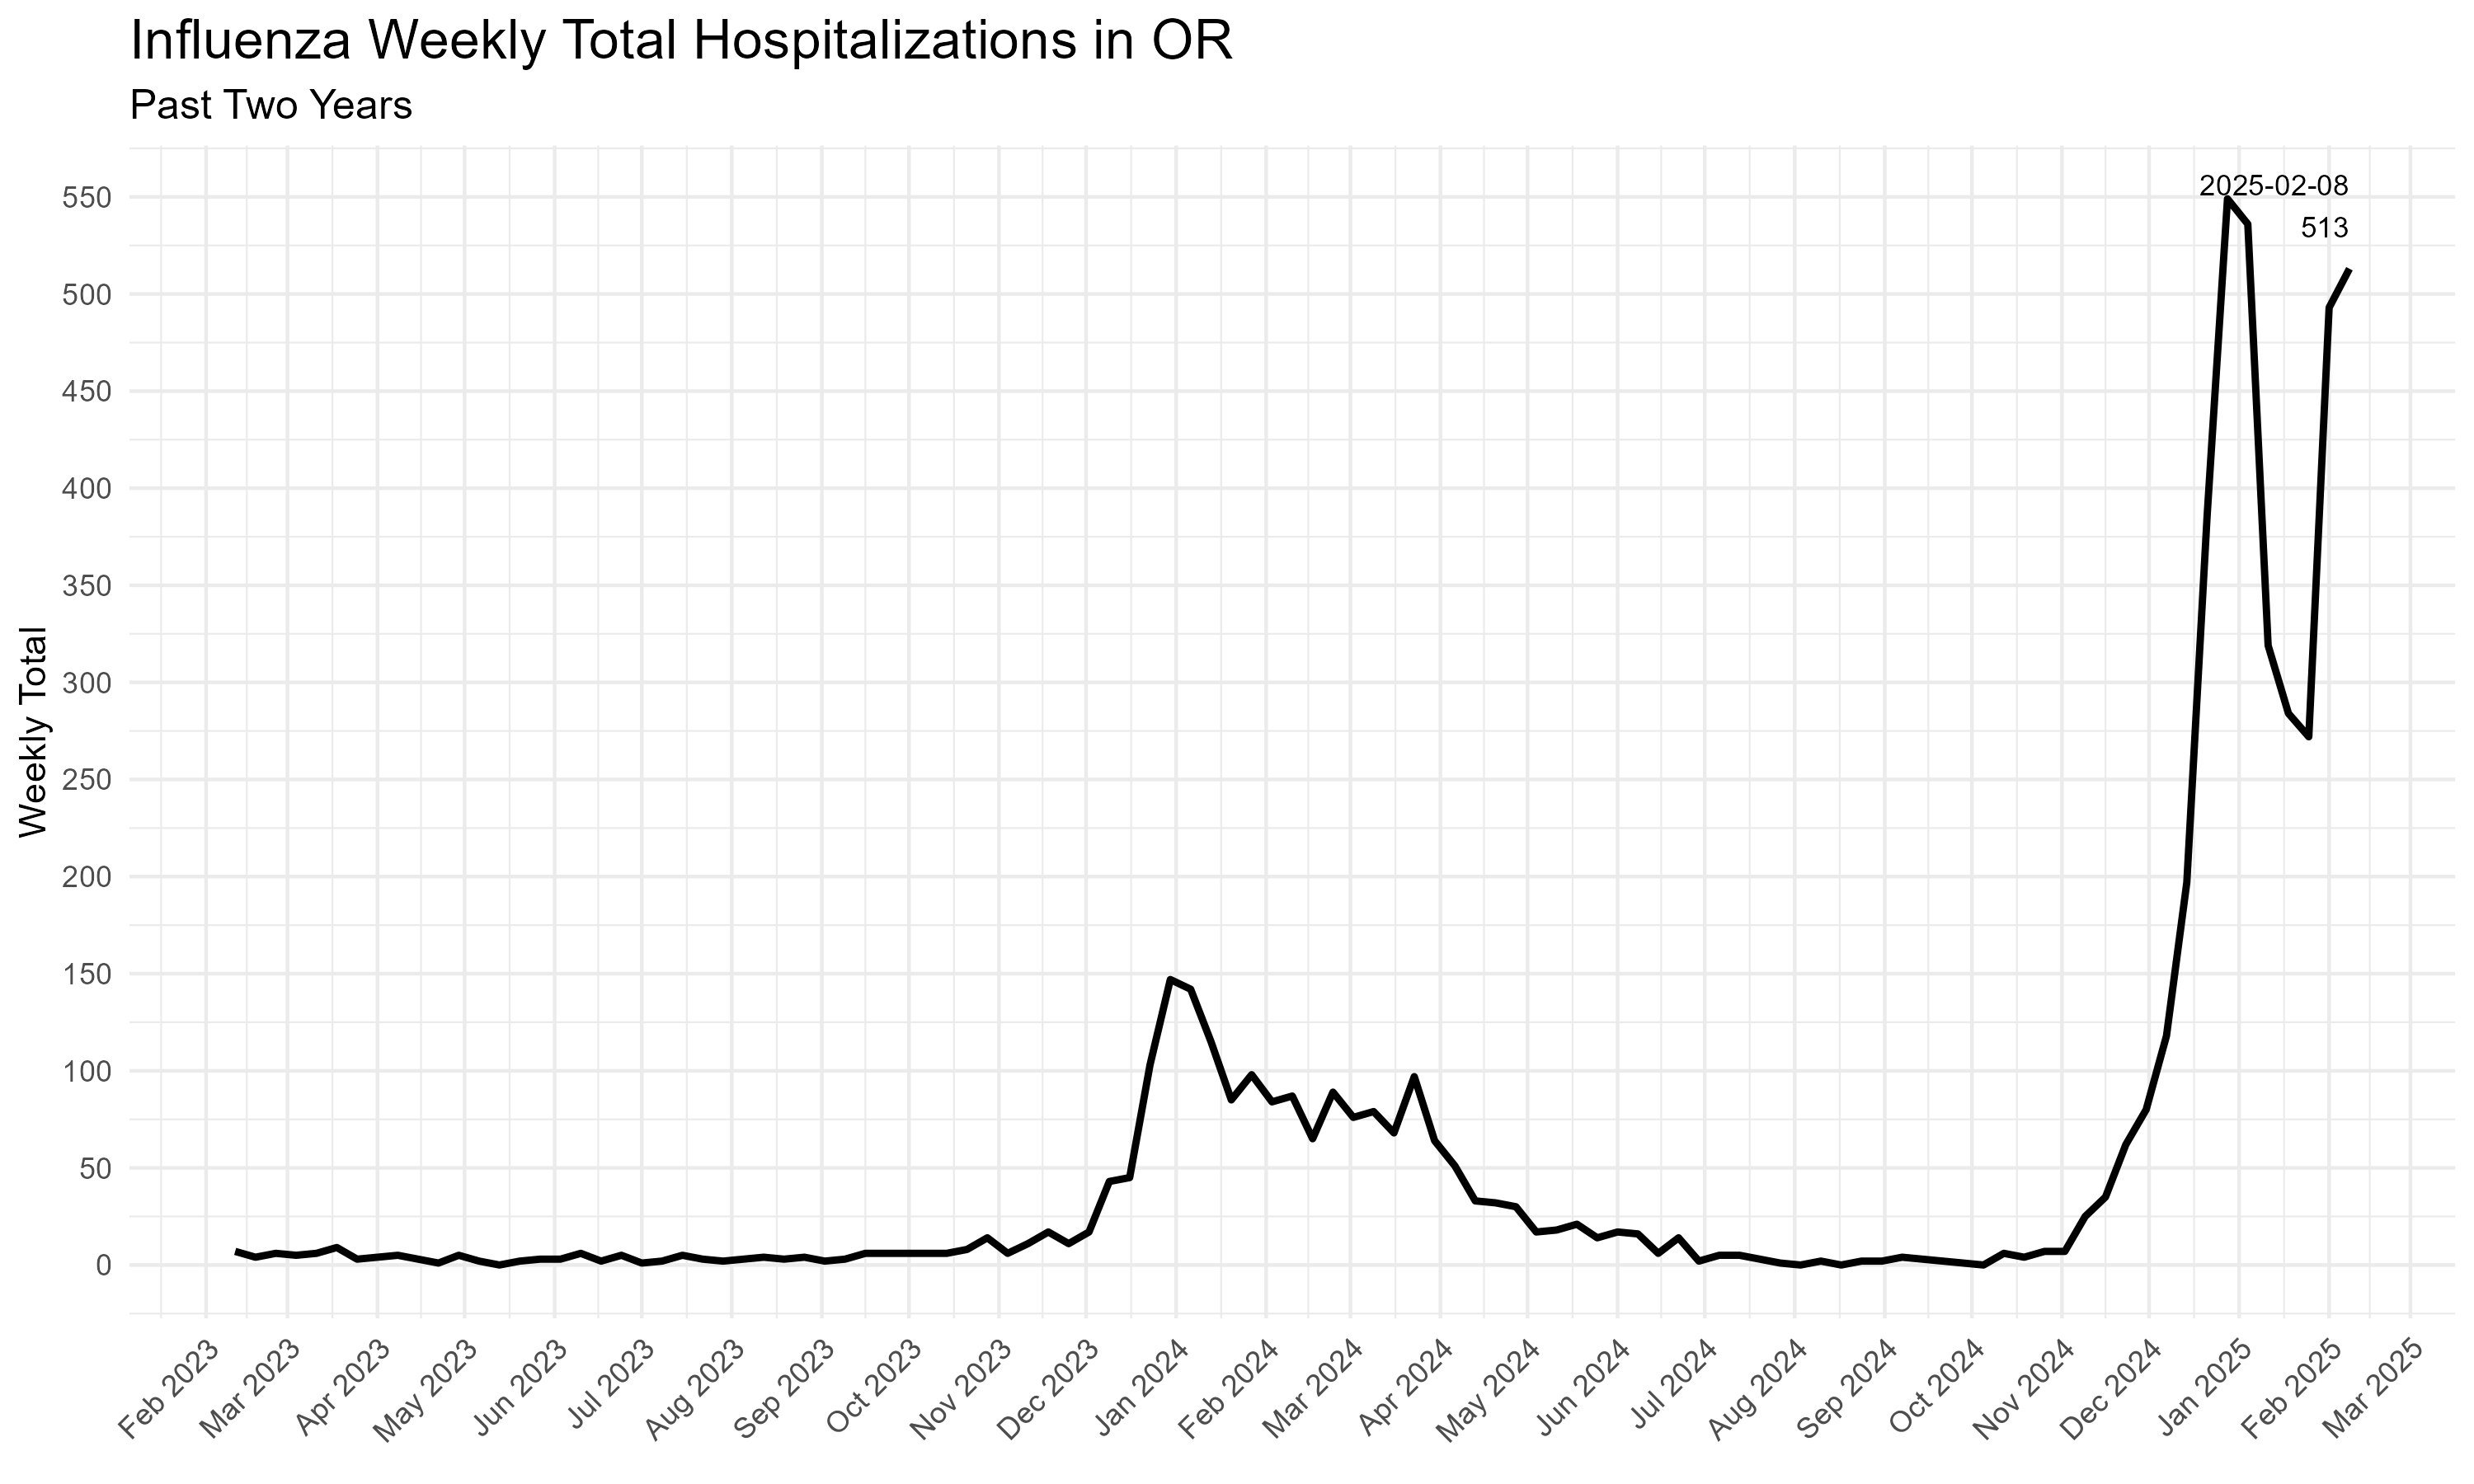 Influenza Weekly Total Hospitalizations in OR
Past Two Years
2025-02-08
513
Weekly Total
550
500
450
400
350
300
250
200
150
100
50
0
Feb 2023
Mar 2023
Apr 2023
May 2023
Jun 2023
Jul 2023
Aug 2023
Sep 2023
Oct 2023
Nov 2023
Dec 2023
Jan 2024
Feb 2024
Mar 2024
Apr 2024
May 2024
Jun 2024
Jul 2024
Aug 2024
Sep 2024
Oct 2024
Nov 2024
Dec 2024
Jan 2025
Feb 2025
Mar 2025